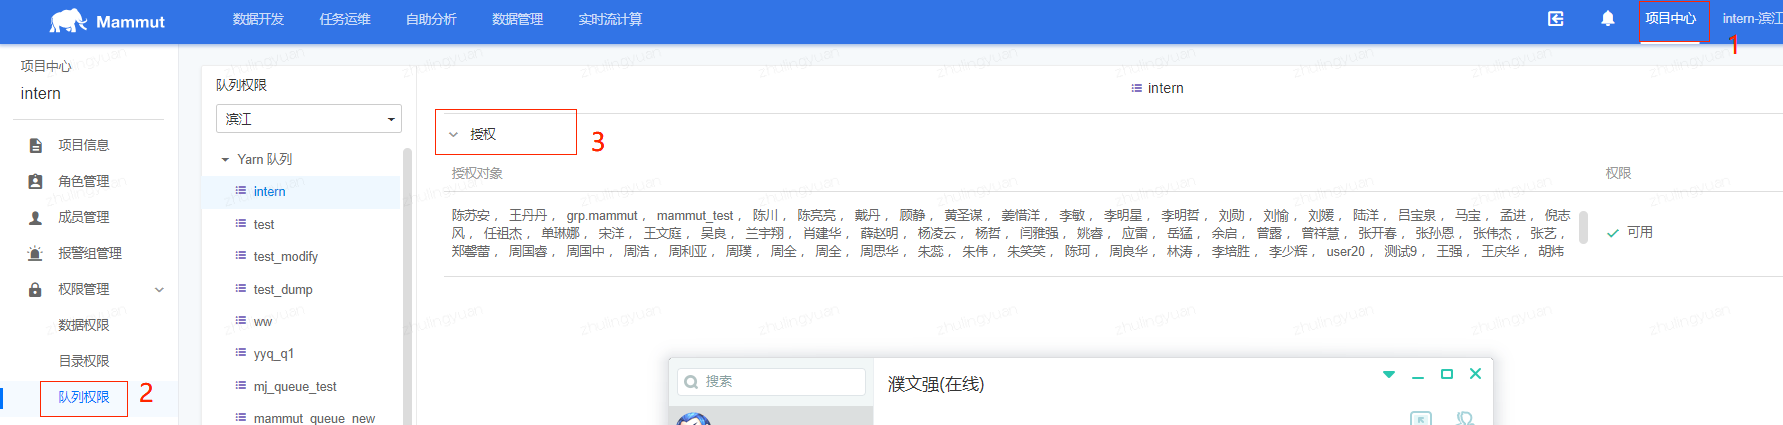 Mammut
数据开发 任务运维 自助分析 数据管理 实时流计算
项目中心 intern-滨江
1
项目中心
intern
项目信息
角色管理
成员管理
报警组管理
权限管理
数据权限
目录权限
队列权限
2
队列权限
滨江
Yarn 队列
intern
test
test_modify
test_dump
ww
yyq_q1
mj_queue_test
mammut_queue_new
intern
授权
3
授权对象 权限
陈苏安， 王丹丹， grp.mammut， mammut_test， 陈川， 陈亮亮， 戴丹， 顾静， 黄圣谋， 姜惜洋， 李敏， 李明星， 李明哲， 刘勋， 刘愉， 刘媛， 陆洋， 吕宝泉， 马宝， 孟进， 倪志
风， 任祖杰， 单琳娜， 宋洋， 王文庭， 吴良， 兰宇翔， 肖建华， 薛赵明， 杨凌云， 杨哲， 闫雅强， 姚睿， 应雷， 岳猛， 余启， 曾露， 曾祥慧， 张开春， 张孙恩， 张伟杰， 张艺，
郑馨蕾， 周国睿， 周国中， 周浩， 周利亚， 周璞， 周全， 周全， 周思华， 朱蕊， 朱伟， 朱笑笑， 陈珂， 周良华， 林涛， 李培胜， 李少辉， user20， 测试9， 王强， 王庆华， 胡炜
可用
搜索
濮文强(在线)
zhulingyuan